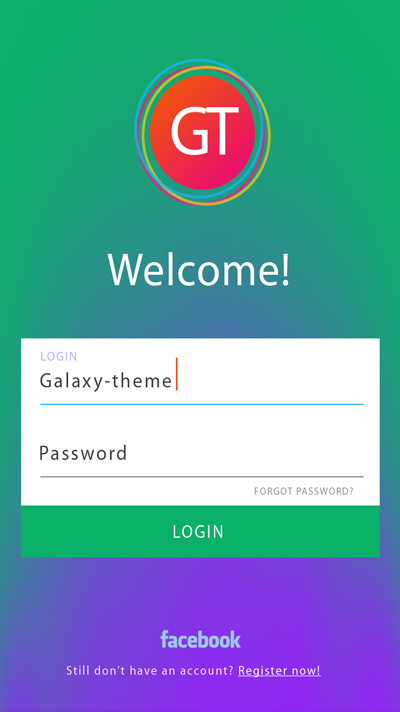 GT
Welcome!
LOGIN
Galaxy-theme
Password
FORGOT PASSWORD?
LOGIN
facebook
Still don't have an account? Register now!